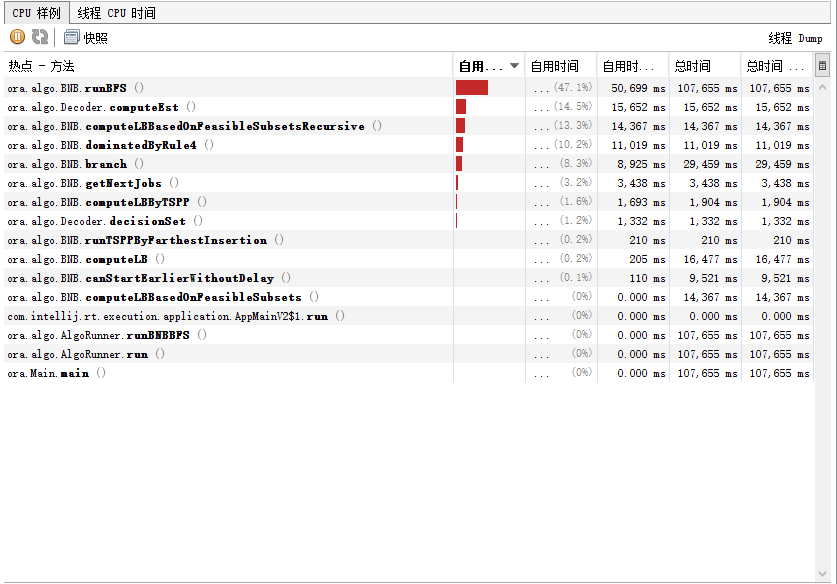 CPU 样例 线程 CPU 时间
快照 线程 Dump
热点 - 方法 自用... 自用时间 自用时... 总时间 总时间 ...
ora.algo.BNB.runBFS () ... (47.1%) 50,699 ms 107,655 ms 107,655 ms
ora.algo.Decoder.computeEst () ... (14.5%) 15,652 ms 15,652 ms 15,652 ms
ora.algo.BNB.computeLBBasedOnFeasibleSubsetsRecursive () ... (13.3%) 14,367 ms 14,367 ms 14,367 ms
ora.algo.BNB.dominatedByRule4 () ... (10.2%) 11,019 ms 11,019 ms 11,019 ms
ora.algo.BNB.branch () ... (8.3%) 8,925 ms 29,459 ms 29,459 ms
ora.algo.BNB.getNextJobs () ... (3.2%) 3,438 ms 3,438 ms 3,438 ms
ora.algo.BNB.computeLBByTSPP () ... (1.6%) 1,693 ms 1,904 ms 1,904 ms
ora.algo.Decoder.decisionSet () ... (1.2%) 1,332 ms 1,332 ms 1,332 ms
ora.algo.BNB.runTSPPByFarthestInsertion () ... (0.2%) 210 ms 210 ms 210 ms
ora.algo.BNB.computeLB () ... (0.2%) 205 ms 16,477 ms 16,477 ms
ora.algo.BNB.canStartEarlierWithoutDelay () ... (0.1%) 110 ms 9,521 ms 9,521 ms
ora.algo.BNB.computeLBBasedOnFeasibleSubsets () ... (0%) 0.000 ms 14,367 ms 14,367 ms
com.intellij.rt.execution.application.AppMainV2$1.run () ... (0%) 0.000 ms 0.000 ms 0.000 ms
ora.algo.AlgoRunner.runBNBBFS () ... (0%) 0.000 ms 107,655 ms 107,655 ms
ora.algo.AlgoRunner.run () ... (0%) 0.000 ms 107,655 ms 107,655 ms
ora.Main.main () ... (0%) 0.000 ms 107,655 ms 107,655 ms